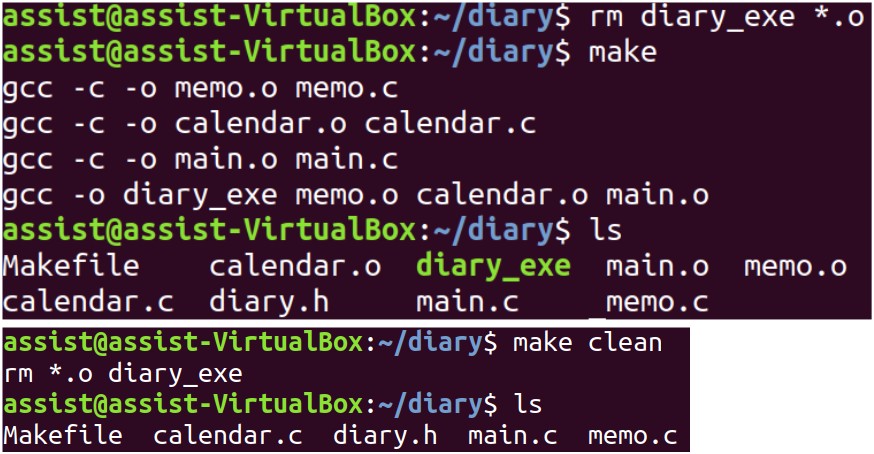 assist@assist-VirtualBox:~/diary$ rm diary_exe *.o
assist@assist-VirtualBox:~/diary$ make
gcc -c -o memo.o memo.c
gcc -c -o calendar.o calendar.c
gcc -c -o main.o main.c
gcc -o diary_exe memo.o calendar.o main.o
assist@assist-VirtualBox:~/diary$ ls
Makefile calendar.o diary_exe main.o memo.o
calendar.c diary.h main.c _memo.c
assist@assist-VirtualBox:~/diary$ make clean
rm *.o diary_exe
assist@assist-VirtualBox:~/diary$ ls
Makefile calendar.c diary.h main.c memo.c